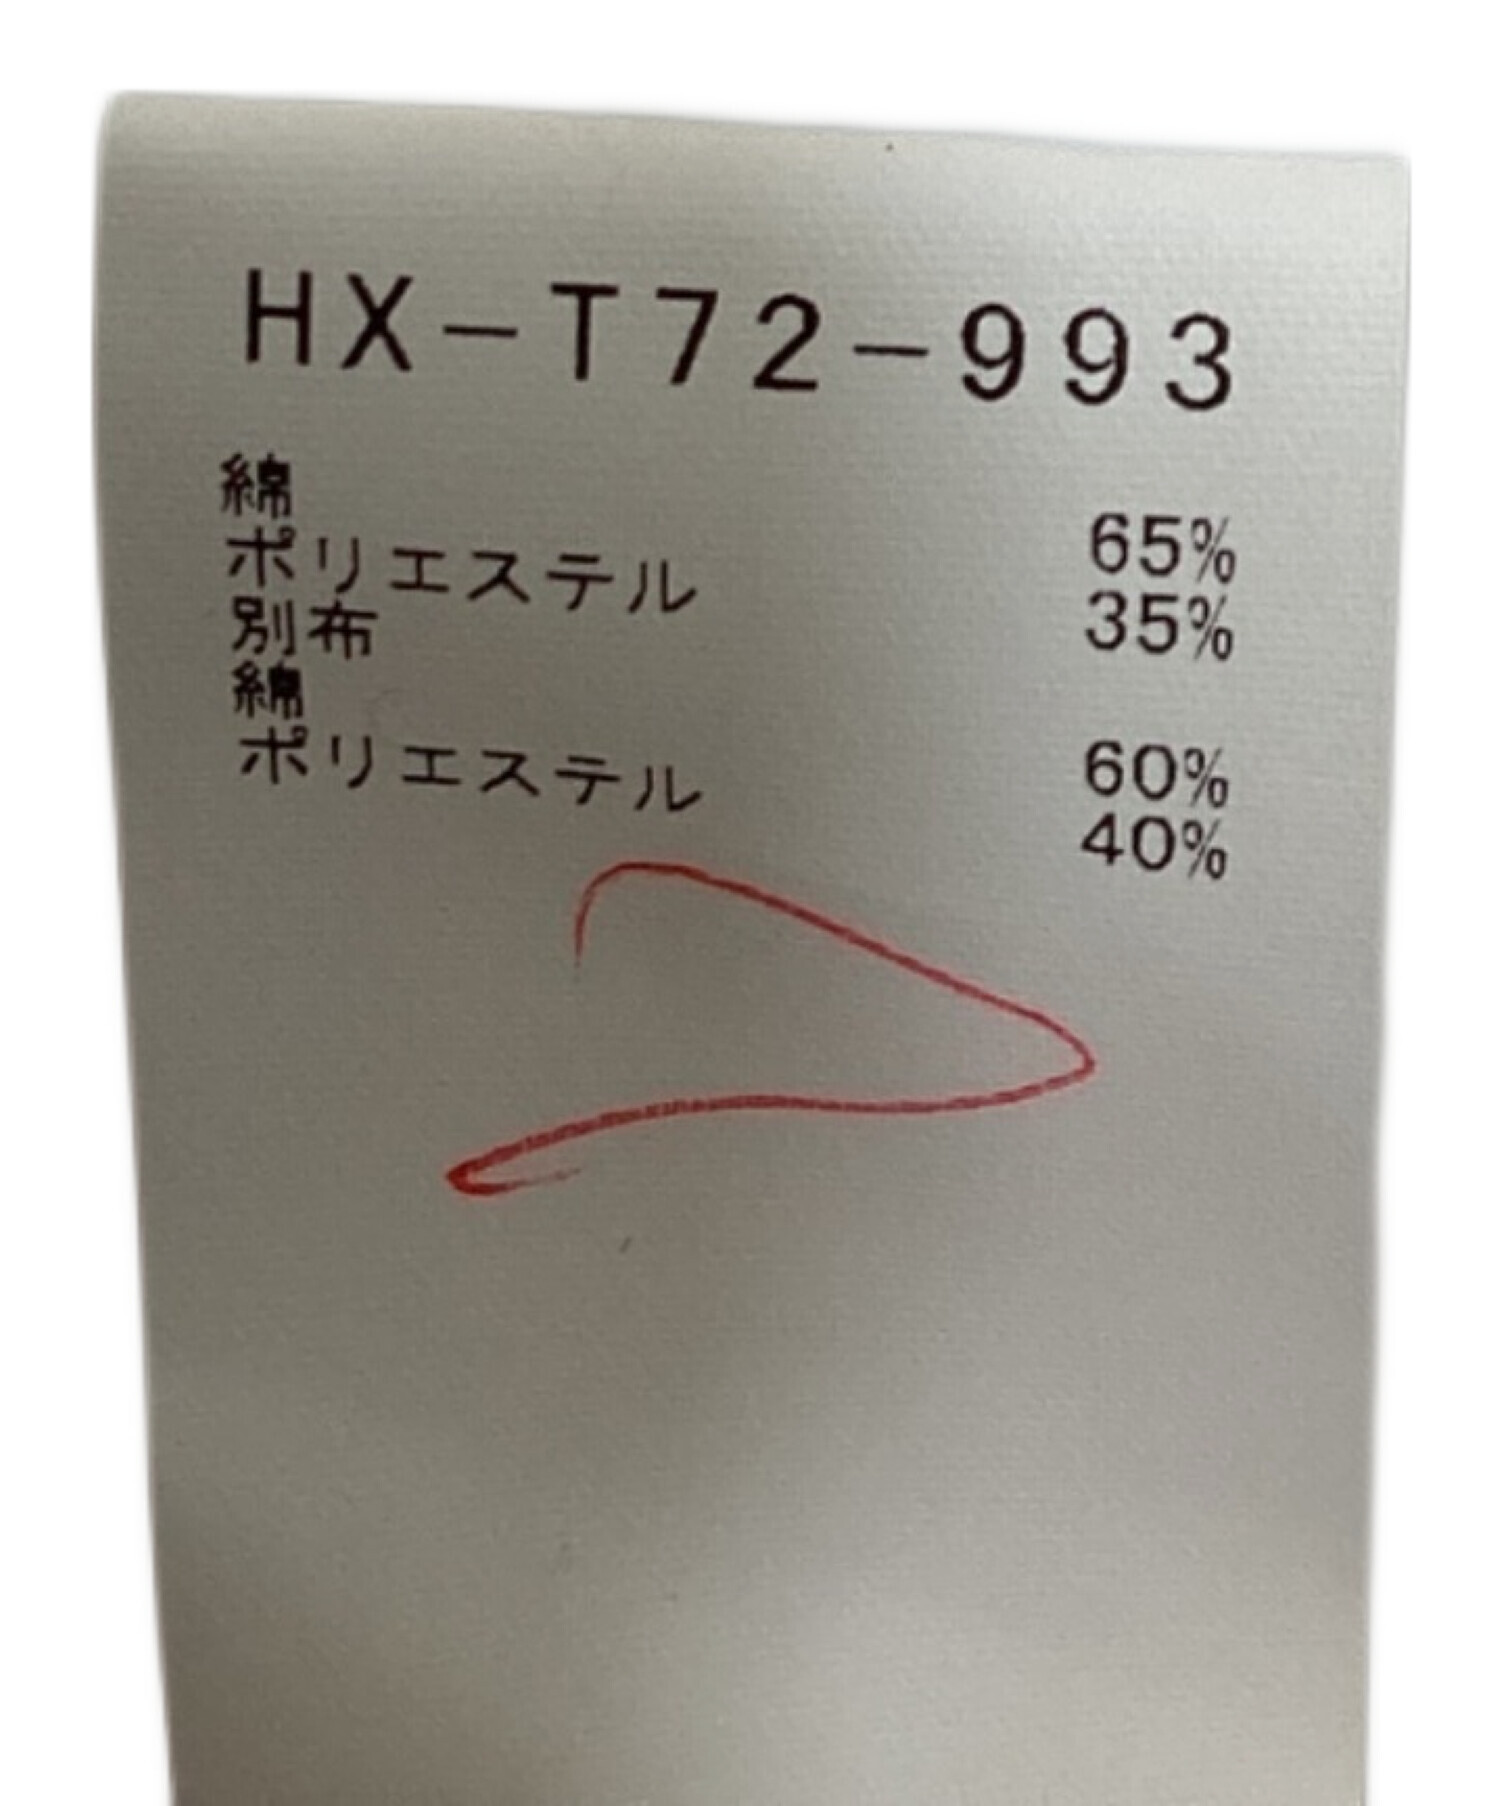 HX-T72-993
綿 65%
ポリエステル 35%
別布
綿 60%
ポリエステル 40%